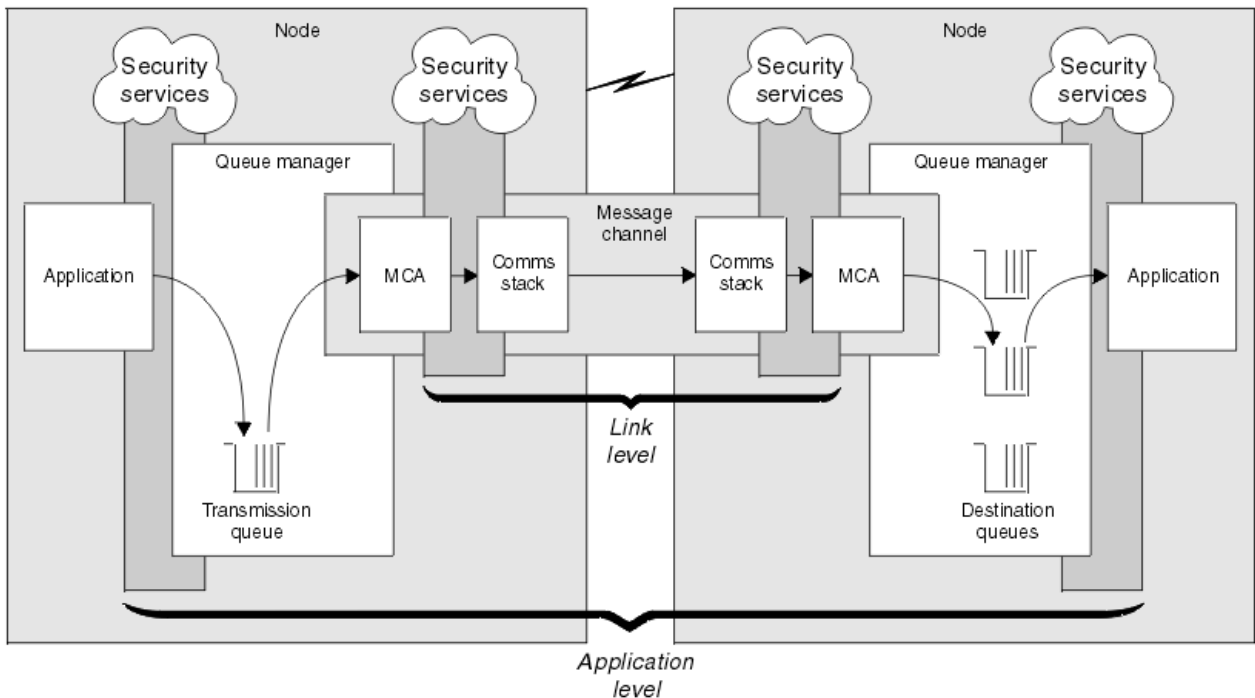 Node
Node
Security
services
Security
services
Security
services
Security
services
Queue manager
Queue manager
Message
channel
Application
MCA
Comms
stack
Comms
stack
MCA
Application
Link
level
Transmission
queue
Destination
queues
Application
level